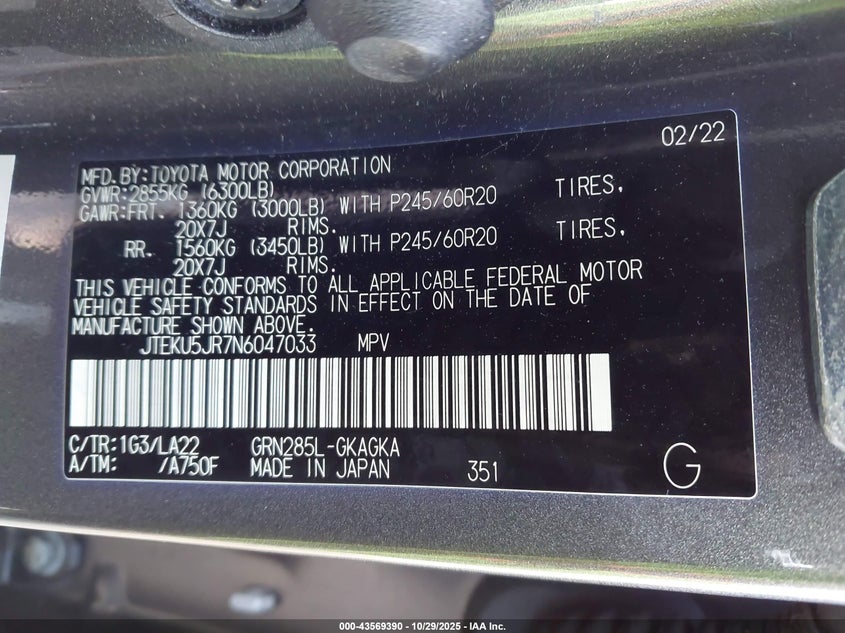 02/22
MFD.BY:TOYOTA MOTOR CORPORATION
GVWR:2855KG (6300LB)
GAWR:FRT. 1360KG (3000LB) WITH P245/60R20 TIRES,
20X7J RIMS.
RR. 1560KG (3450LB) WITH P245/60R20 TIRES,
20X7J RIMS.
THIS VEHICLE CONFORMS TO ALL APPLICABLE FEDERAL MOTOR
VEHICLE SAFETY STANDARDS IN EFFECT ON THE DATE OF
MANUFACTURE SHOWN ABOVE.
JTEKU5JR7N6047033 MPV
C/TR:1G3/LA22 GRN285L-GKAGKA
A/TM: /A750F MADE IN JAPAN 351 G
000-43569390 - 10/29/2025 - IAA Inc.